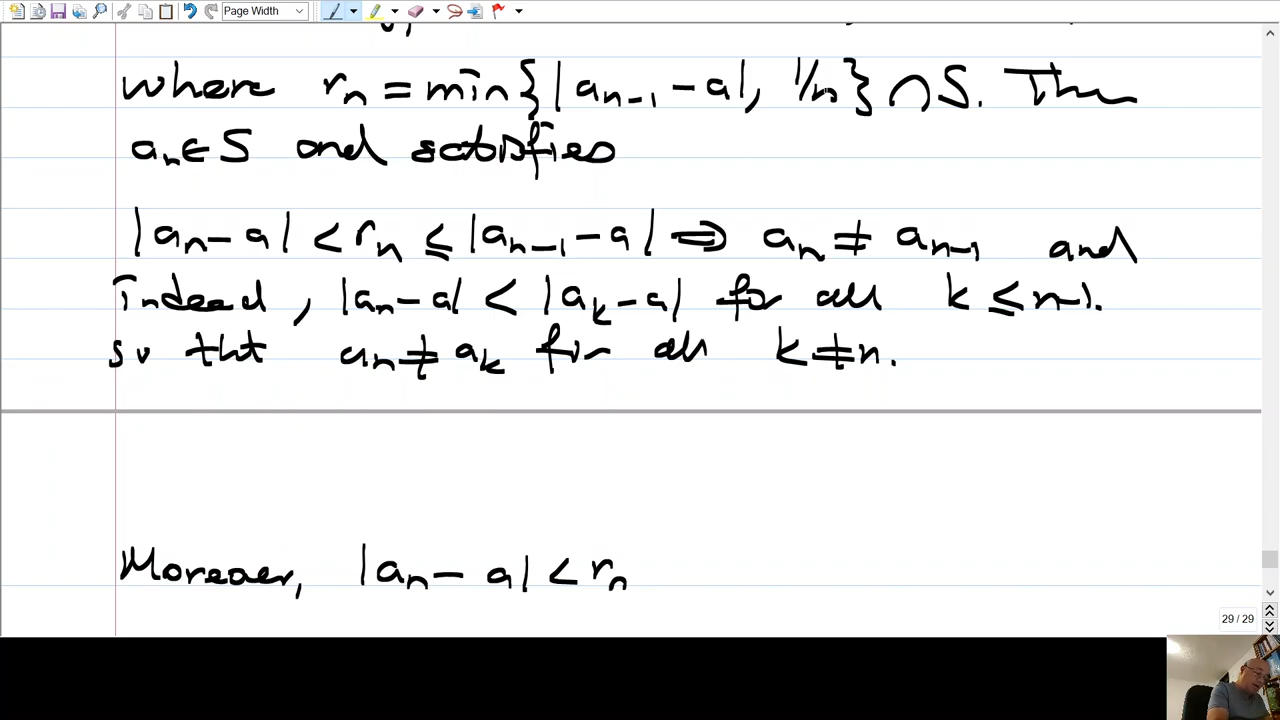 Page Width
where rₙ = min{|aₙ₋₁ - a|, 1/n} ∩ S. Then
aₙ ∈ S and satisfies
|aₙ - a| < rₙ ≤ |aₙ₋₁ - a| ⇒ aₙ ≠ aₙ₋₁ and
indeed, |aₙ - a| < |aₖ - a| for all k ≤ n-1.
so tht aₙ ≠ aₖ for all k ≠ n.
Moreover, |aₙ - a| < rₙ
29 / 29